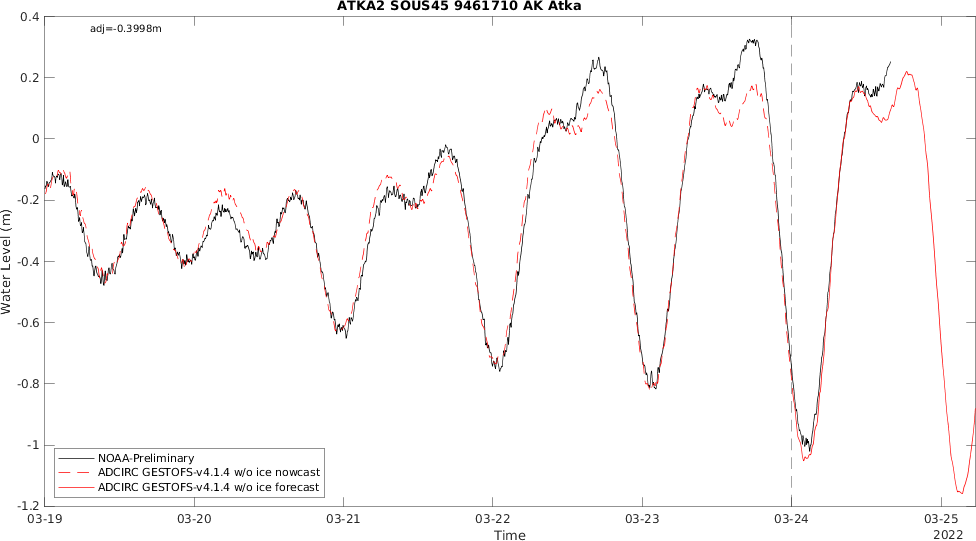 ATKA2 SOUS45 9461710 AK Atka
adj=-0.3998m
0.4
0.2
0
-0.2
-0.4
-0.6
-0.8
-1
-1.2
Water Level (m)
NOAA-Preliminary
ADCIRC GESTOFS-v4.1.4 w/o ice nowcast
ADCIRC GESTOFS-v4.1.4 w/o ice forecast
03-19 03-20 03-21 03-22 03-23 03-24 03-25
Time
2022